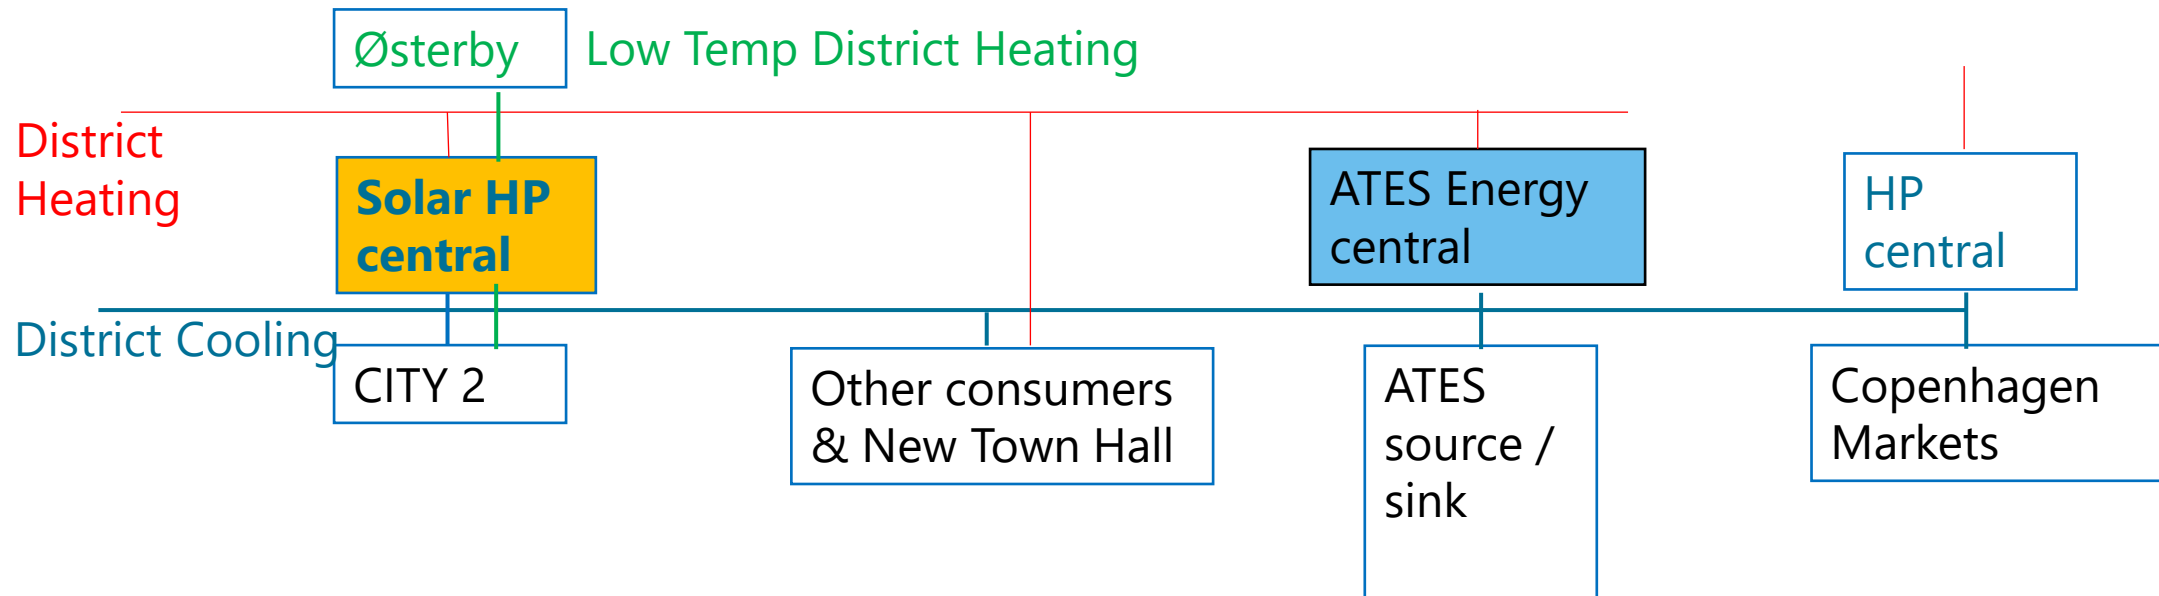 Østerby
Low Temp District Heating
District
Heating
Solar HP
central
ATES Energy
central
HP
central
District Cooling
CITY 2
Other consumers
& New Town Hall
ATES
source /
sink
Copenhagen
Markets